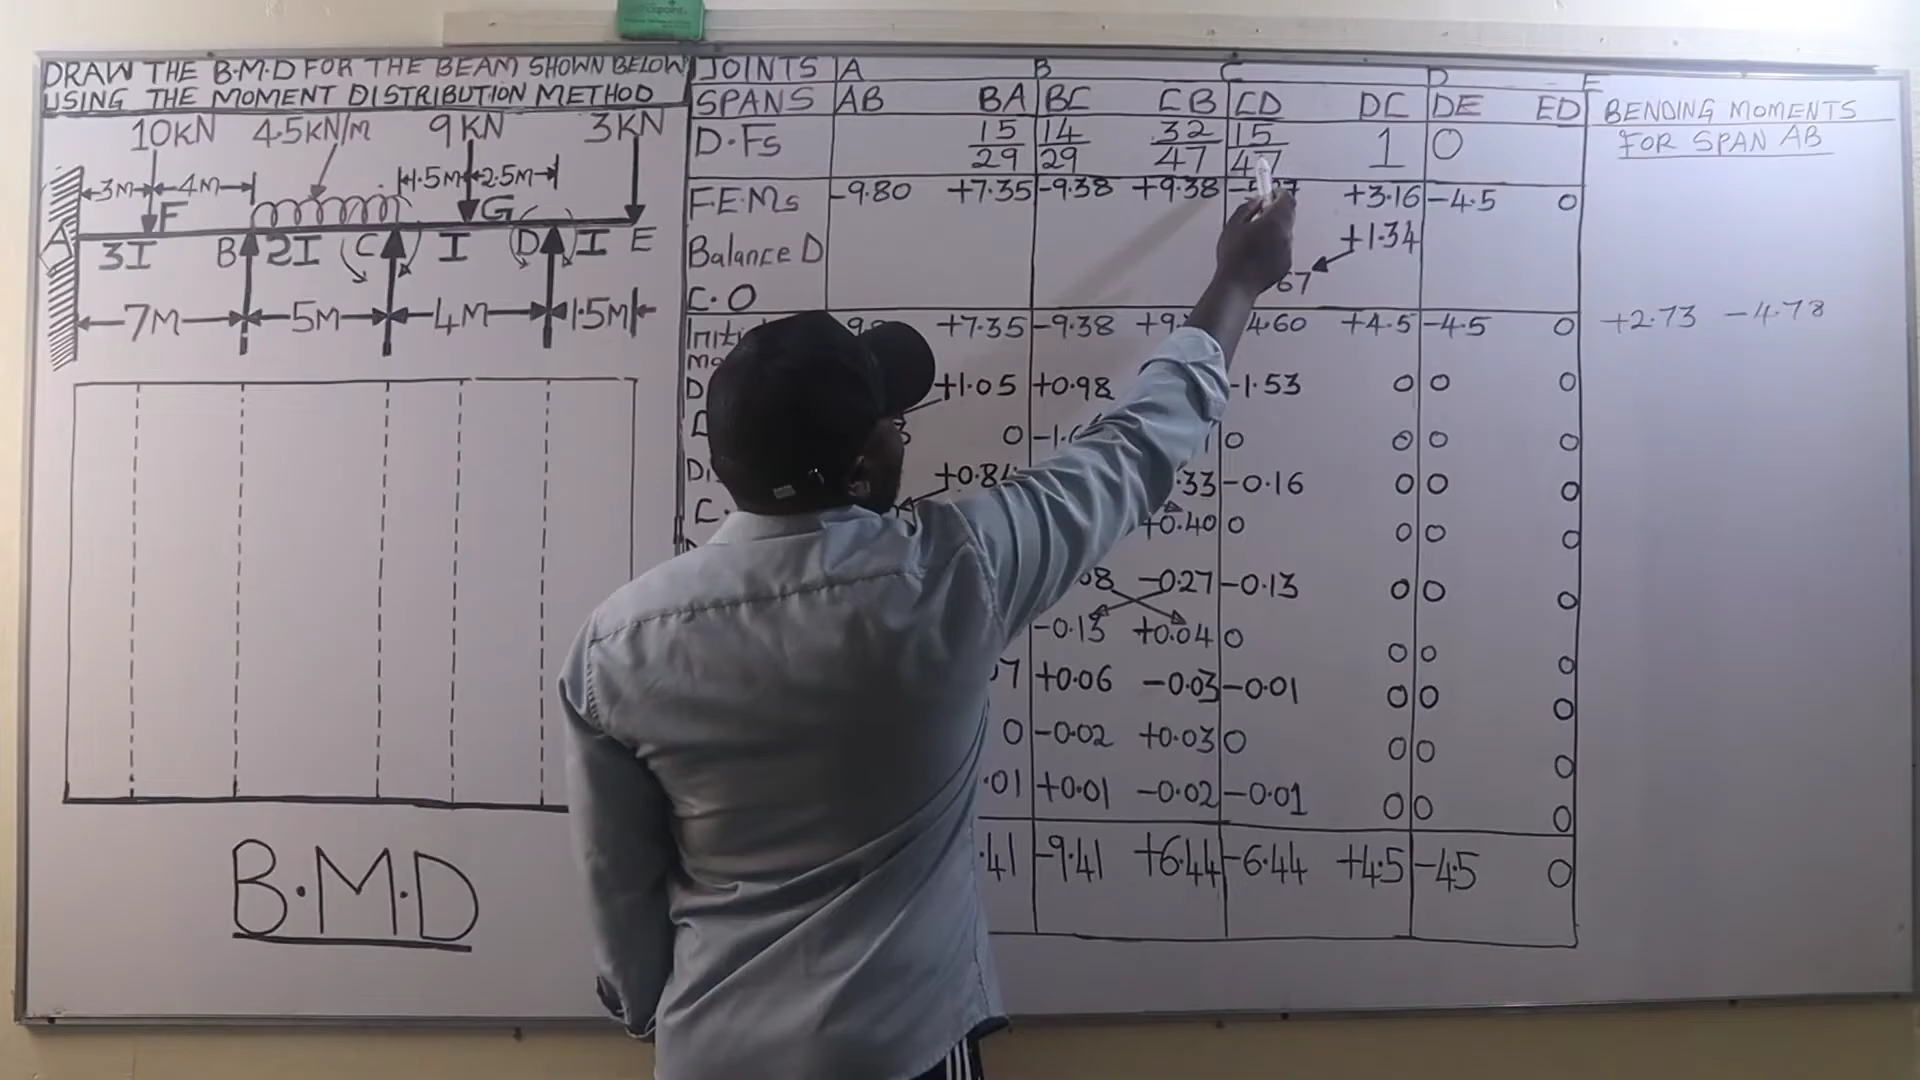 DRAW THE B.M.D FOR THE BEAM SHOWN BELOW
USING THE MOMENT DISTRIBUTION METHOD
10KN 4.5KN/m 9KN 3KN
3M 4M 1.5M 2.5M
F G
A 3I B 2I C I D I E
7M 5M 4M 1.5M
B.M.D
JOINTS A B C D E
SPANS AB BA BC CB CD DC DE ED
D.Fs 15/29 14/29 32/47 15/47 1 0
F.E.Ms -9.80 +7.35 -9.38 +9.38 +3.16 -4.5 0
Balance D +1.34
C.O 67
+7.35 -9.38 4.60 +4.5 -4.5 0
+1.05 +0.98 -1.53 0 0 0
0 0 0 0 0
+0.84 .33 -0.16 0 0 0
C. +0.40 0 0 0 0
.08 -0.27 -0.13 0 0 0
-0.13 +0.04 0 0 0 0
7 +0.06 -0.03 -0.01 0 0 0
0 -0.02 +0.03 0 0 0 0
.01 +0.01 -0.02 -0.01 0 0 0
.41 -9.41 +6.44 -6.44 +4.5 -4.5 0
BENDING MOMENTS
FOR SPAN AB
+2.73 -4.78